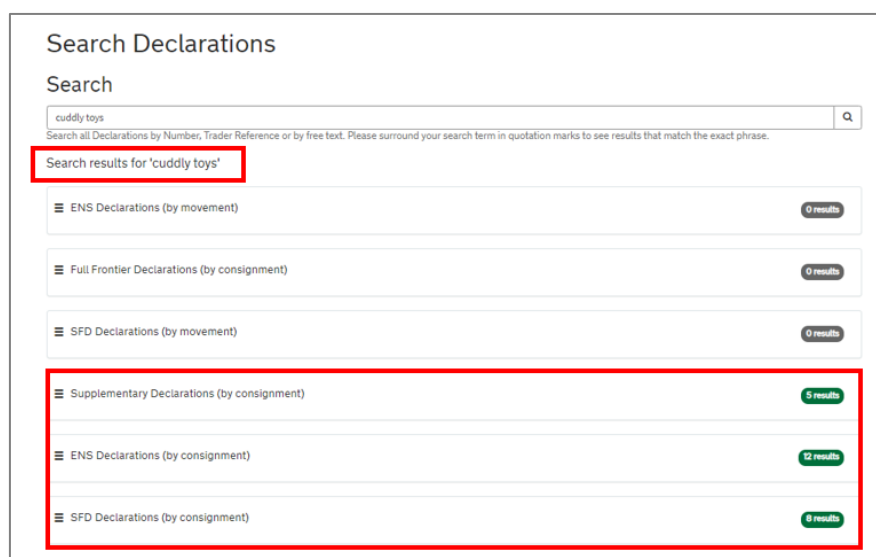 Search Declarations
Search
cuddly toys
Search all Declarations by Number, Trader Reference or by free text. Please surround your search term in quotation marks to see results that match the exact phrase.
Search results for 'cuddly toys'
ENS Declarations (by movement) 0 results
Full Frontier Declarations (by consignment) 0 results
SFD Declarations (by movement) 0 results
Supplementary Declarations (by consignment) 5 results
ENS Declarations (by consignment) 12 results
SFD Declarations (by consignment) 8 results